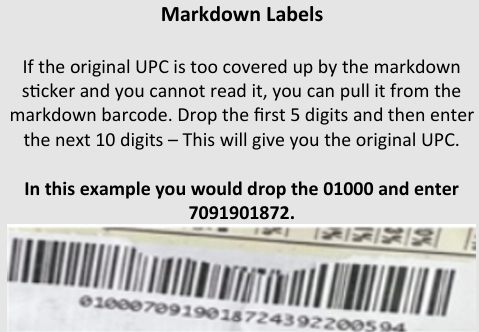 Markdown Labels
If the original UPC is too covered up by the markdown
sticker and you cannot read it, you can pull it from the
markdown barcode. Drop the first 5 digits and then enter
the next 10 digits – This will give you the original UPC.
In this example you would drop the 01000 and enter
7091901872.
0% 3% % %
0100070919018724392200594